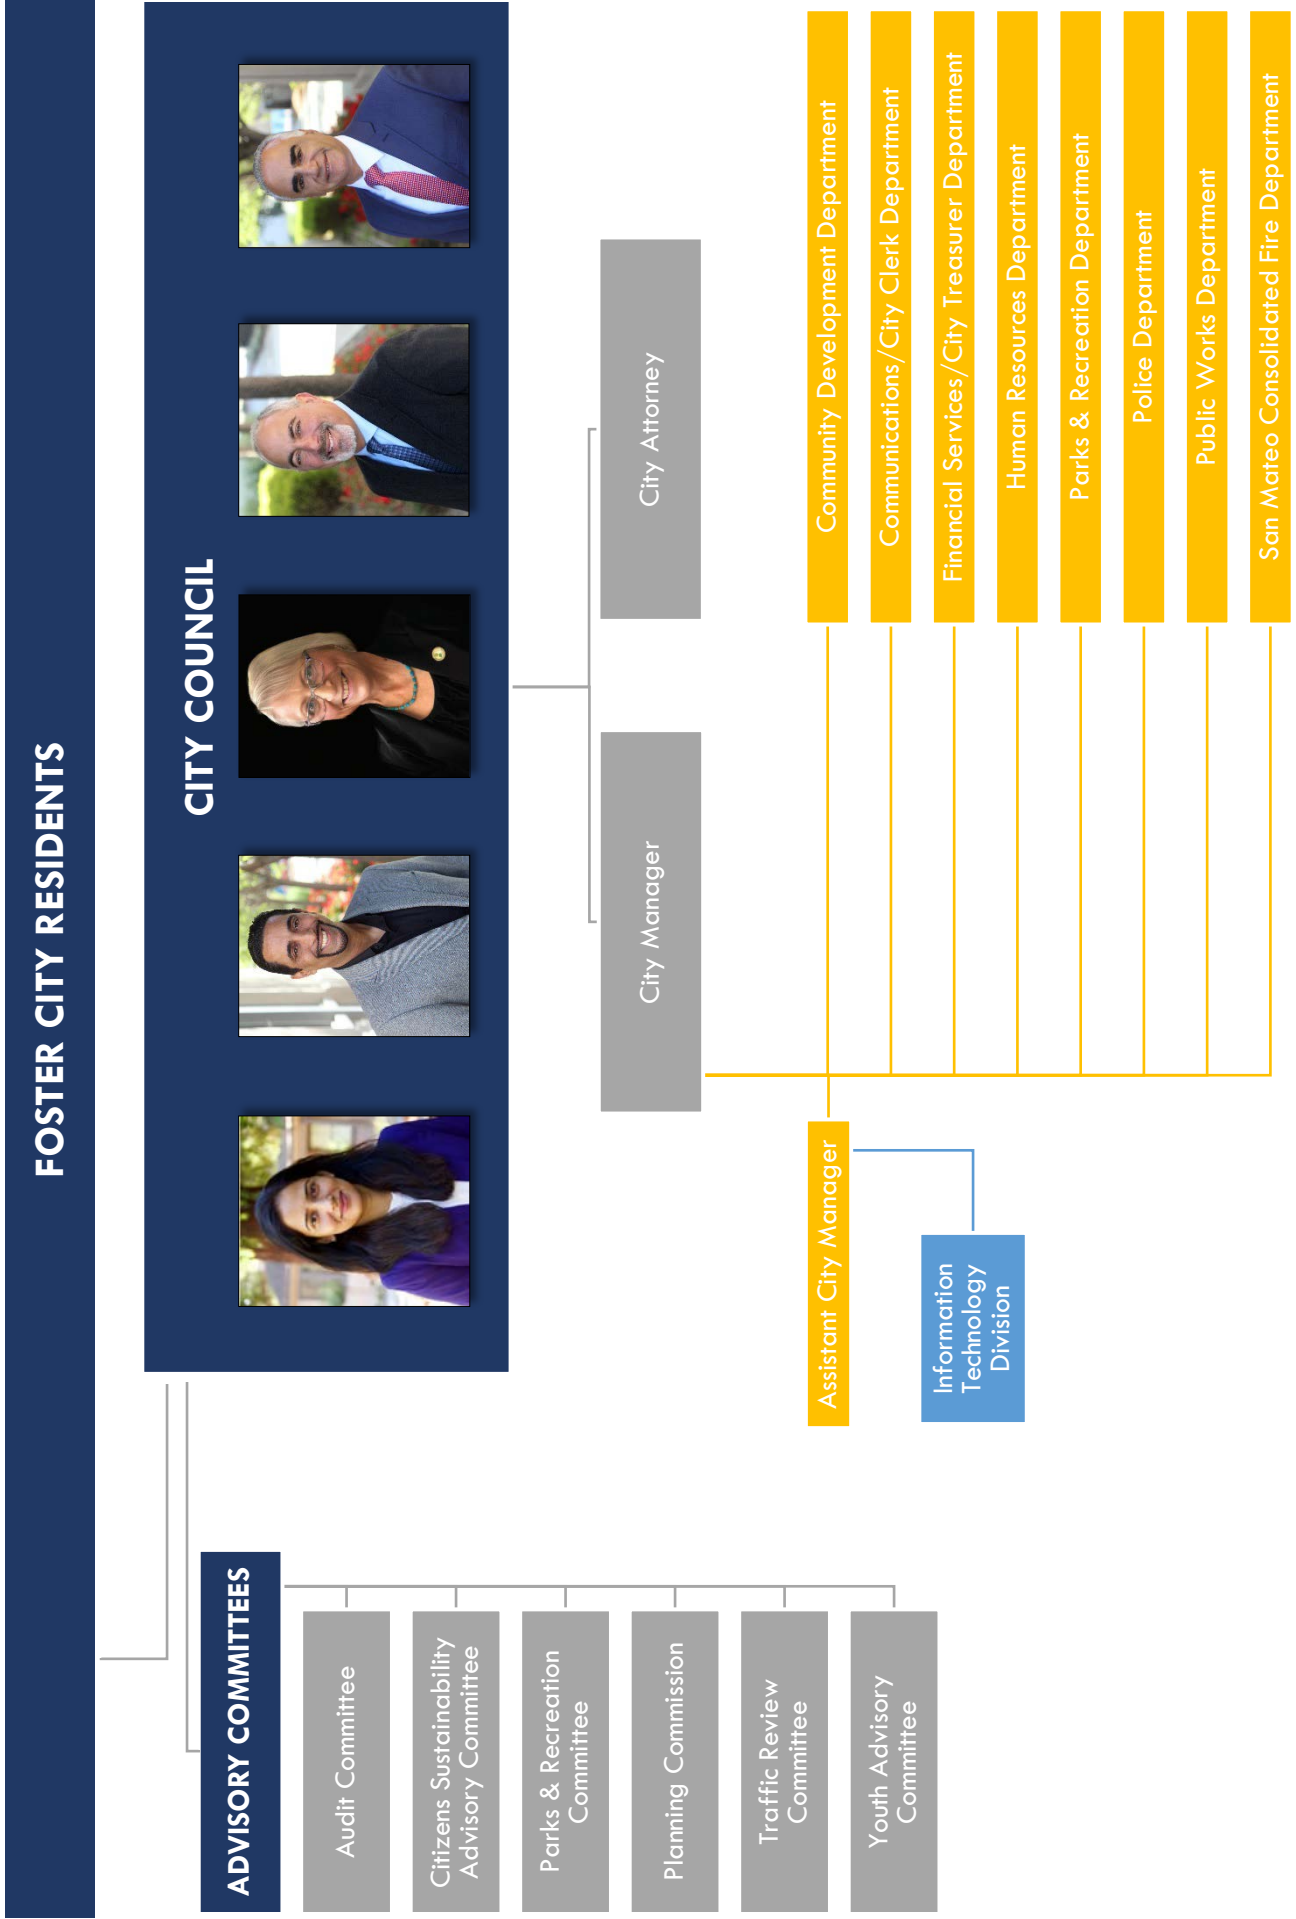 FOSTER CITY RESIDENTS
CITY COUNCIL
ADVISORY COMMITTEES
Audit Committee
Citizens Sustainability
Advisory Committee
Parks & Recreation
Committee
Planning Commission
Traffic Review
Committee
Youth Advisory
Committee
City Manager
City Attorney
Assistant City Manager
Information
Technology
Division
Community Development Department
Communications/City Clerk Department
Financial Services/City Treasurer Department
Human Resources Department
Parks & Recreation Department
Police Department
Public Works Department
San Mateo Consolidated Fire Department